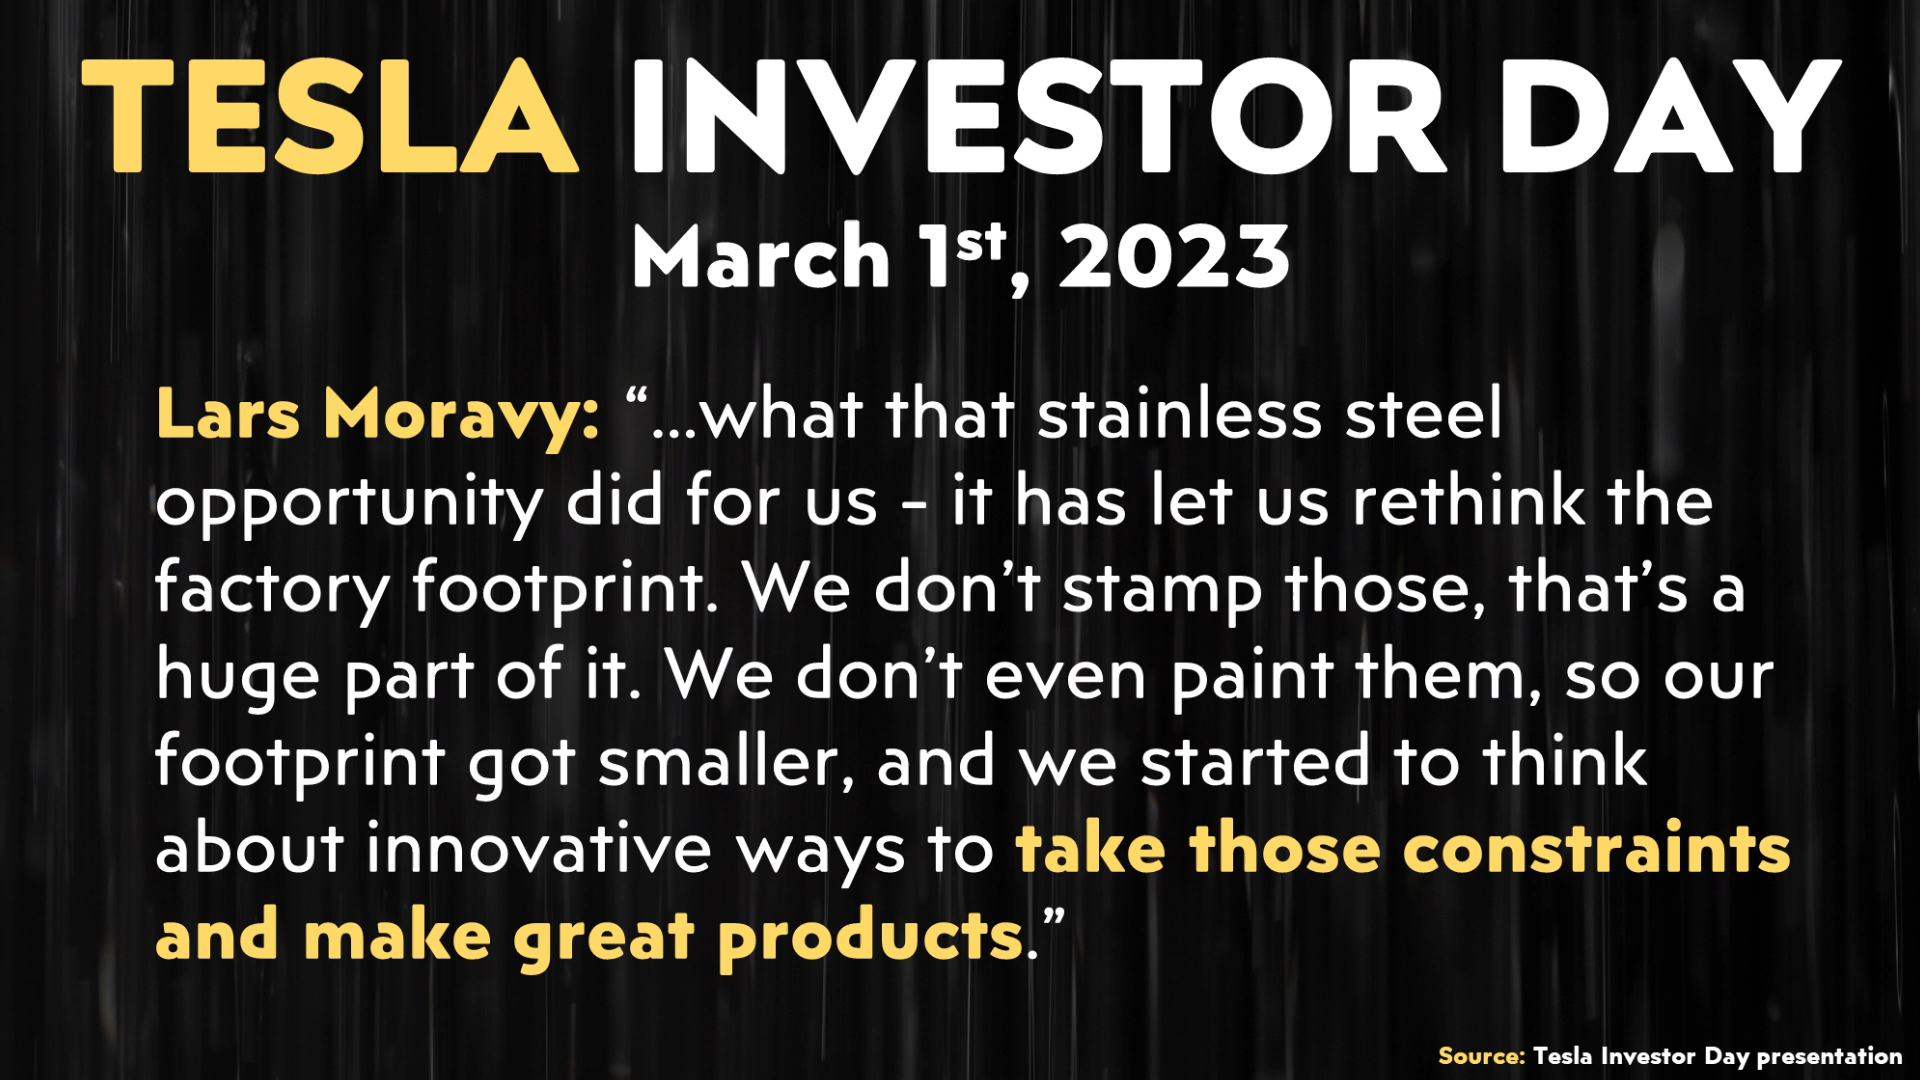 TESLA INVESTOR DAY
March 1st, 2023
Lars Moravy: “...what that stainless steel
opportunity did for us - it has let us rethink the
factory footprint. We don’t stamp those, that’s a
huge part of it. We don’t even paint them, so our
footprint got smaller, and we started to think
about innovative ways to take those constraints
and make great products.”
Source: Tesla Investor Day presentation